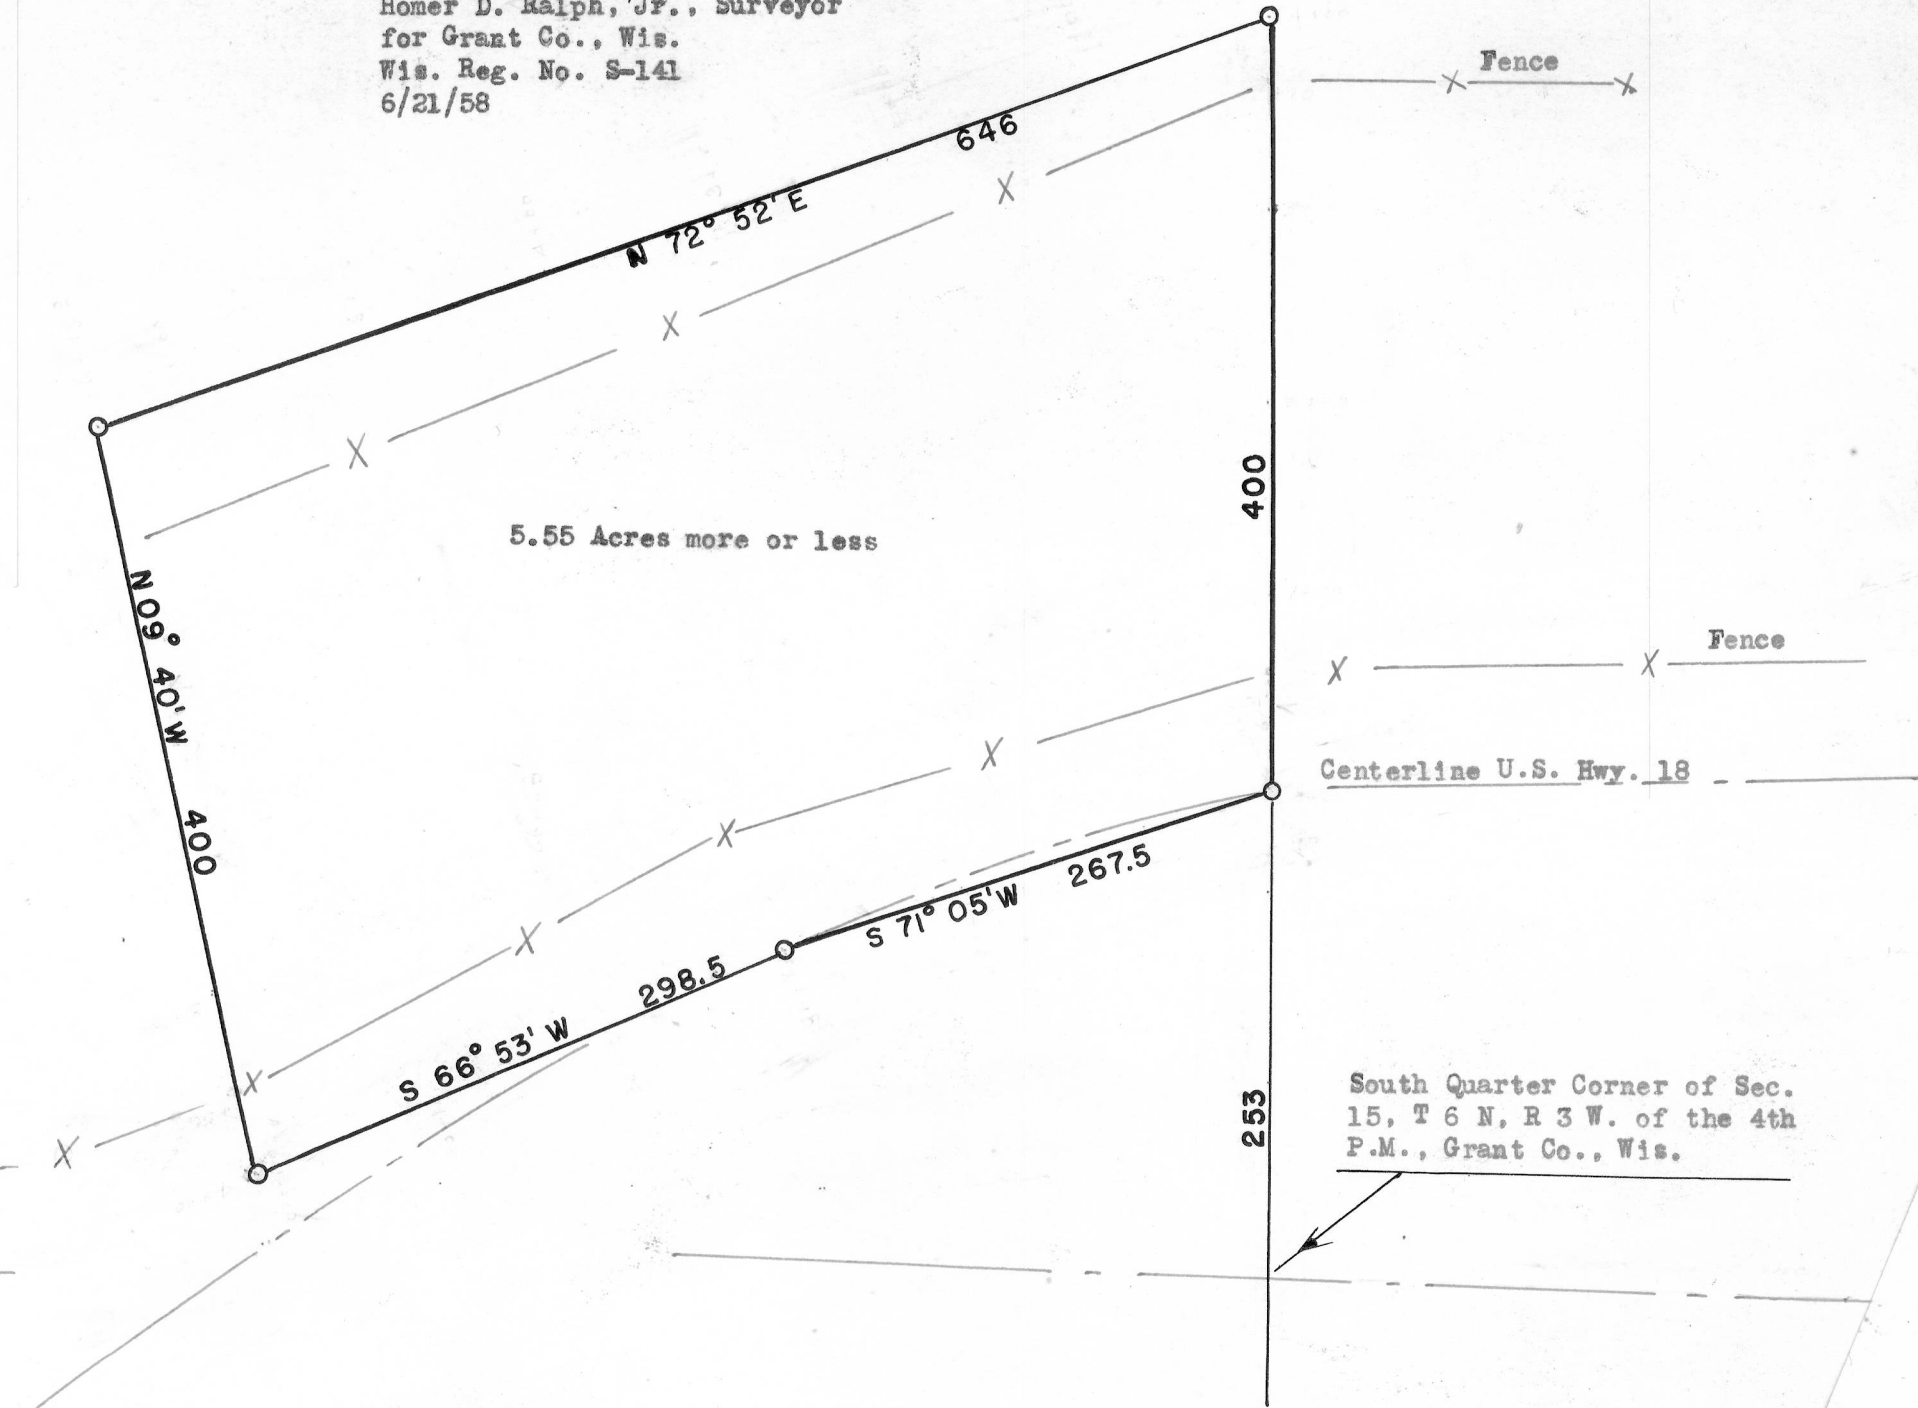 Homer D. Ralph, Jr., Surveyor
for Grant Co., Wis.
Wis. Reg. No. S-141
6/21/58
Fence
646
N 72° 52' E
400
5.55 Acres more or less
N 09° 40' W 400
Fence
Centerline U.S. Hwy. 18
S 71° 05' W 267.5
S 66° 53' W 298.5
253
South Quarter Corner of Sec.
15, T 6 N, R 3 W. of the 4th
P.M., Grant Co., Wis.